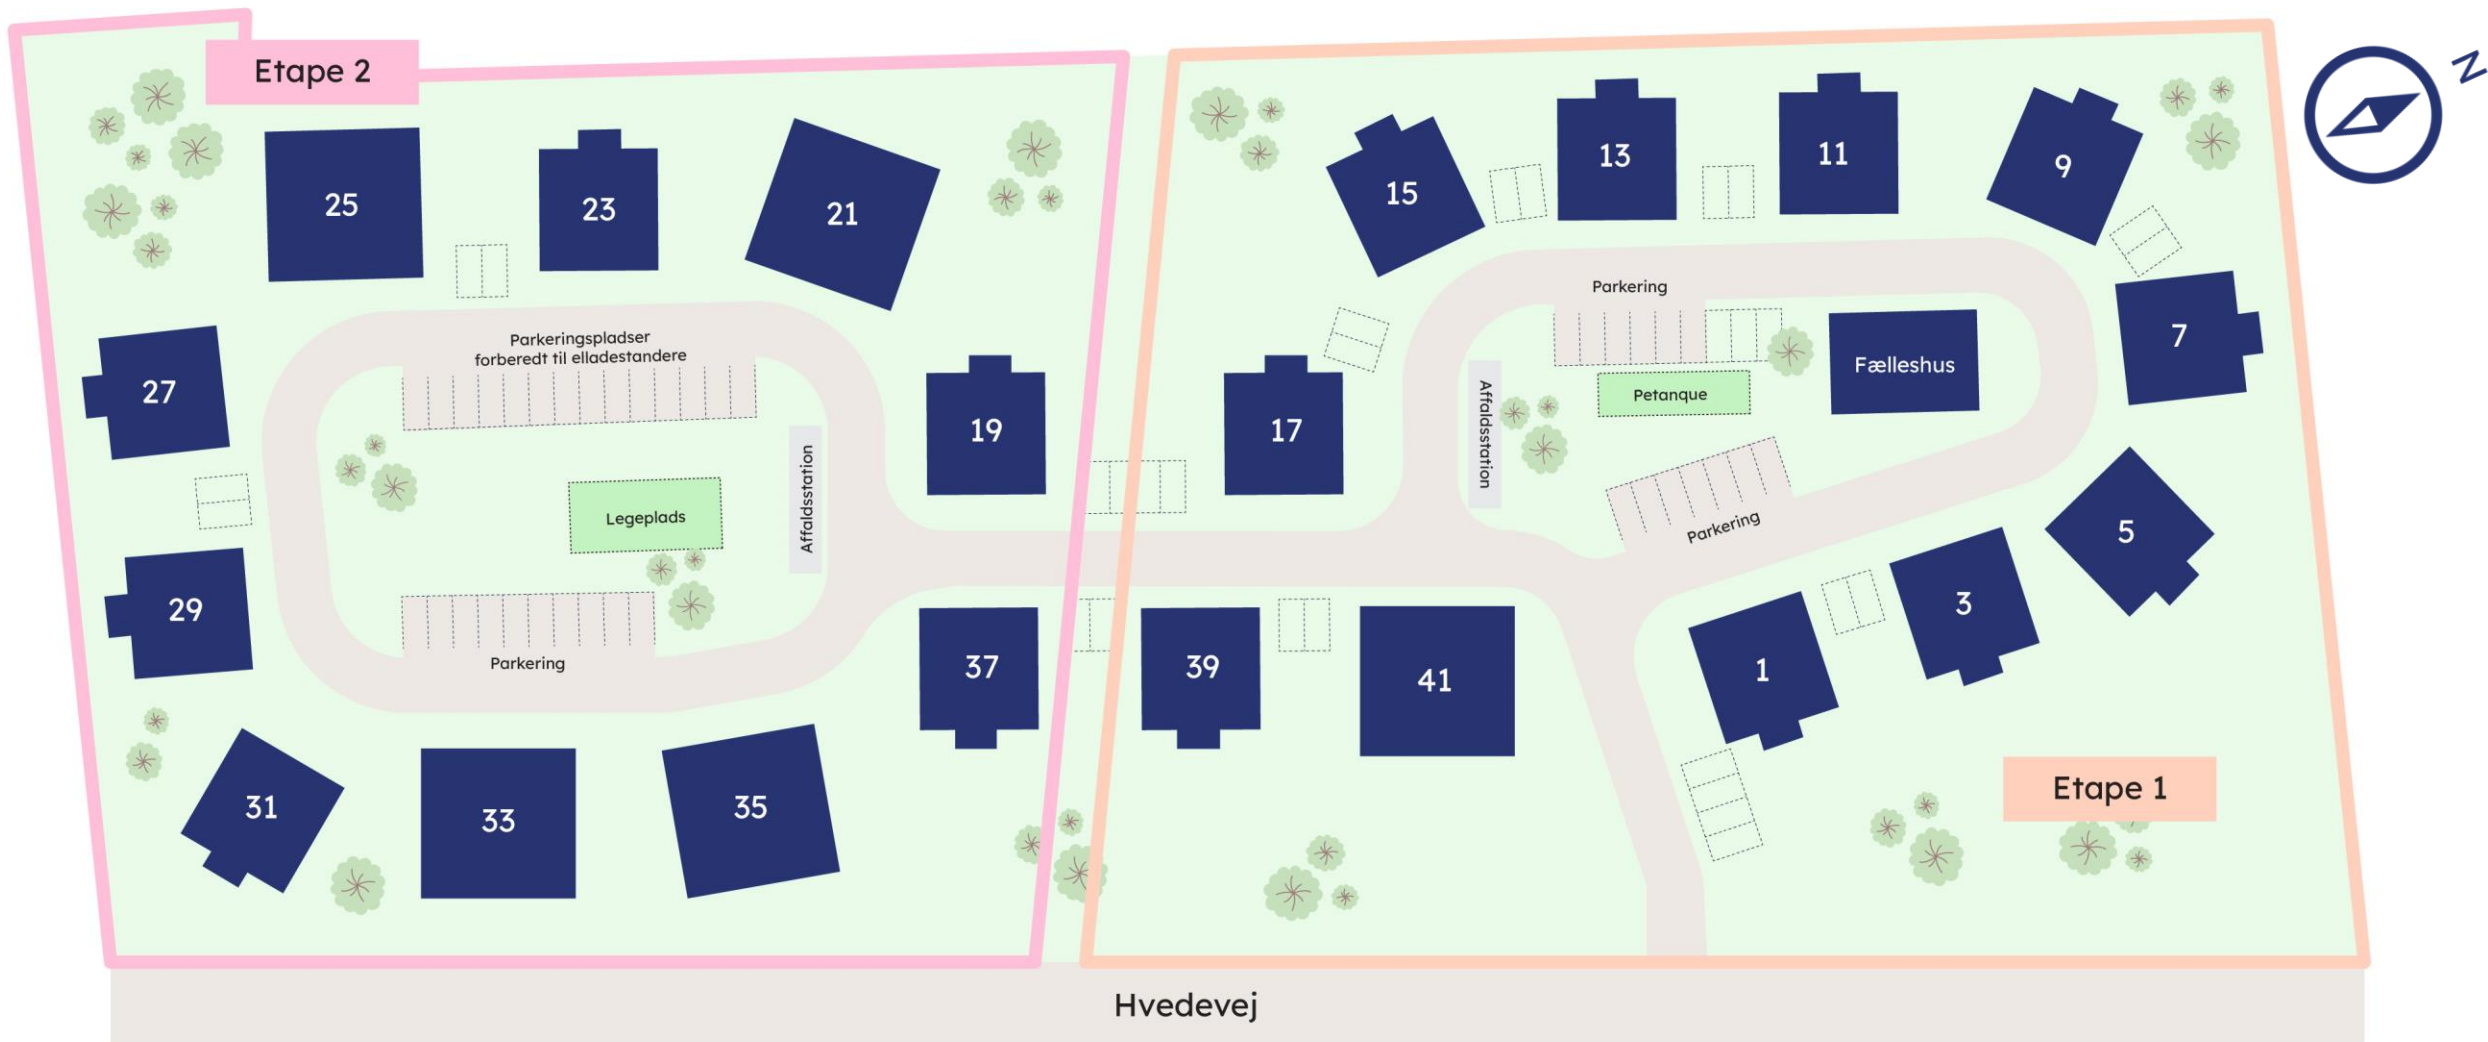 Etape 2
N
25
23
21
15
13
11
9
Parkering
7
Parkeringspladser
forberedt til elladestandere
27
19
17
Affaldsstation
Petanque
Fælleshus
Affaldsstation
Legeplads
Parkering
5
29
Parkering
37
39
41
1
3
31
33
35
Etape 1
Hvedevej